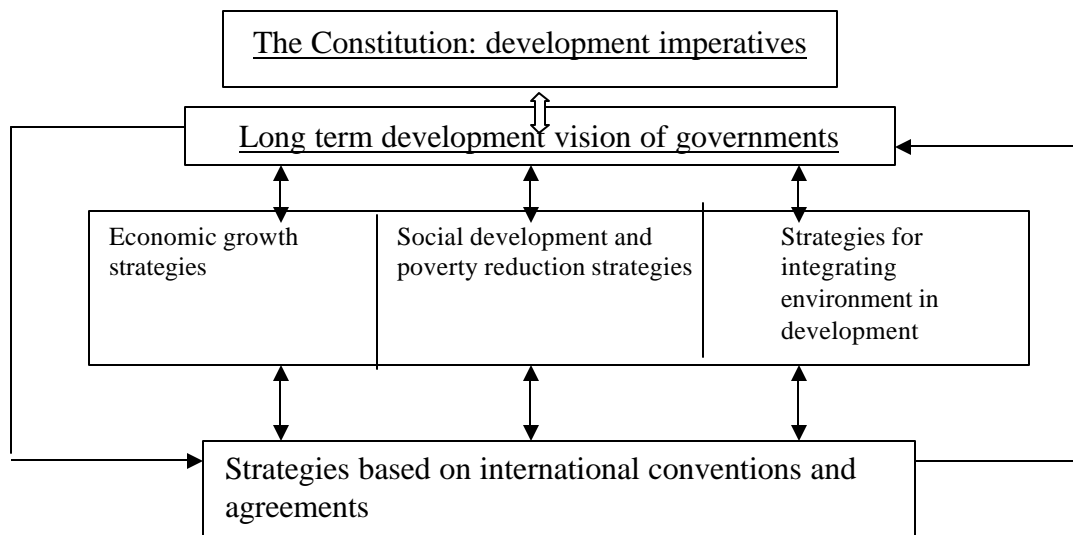 The Constitution: development imperatives
Long term development vision of governments
Economic growth
strategies
Social development and
poverty reduction strategies
Strategies for
integrating
environment in
development
Strategies based on international conventions and
agreements